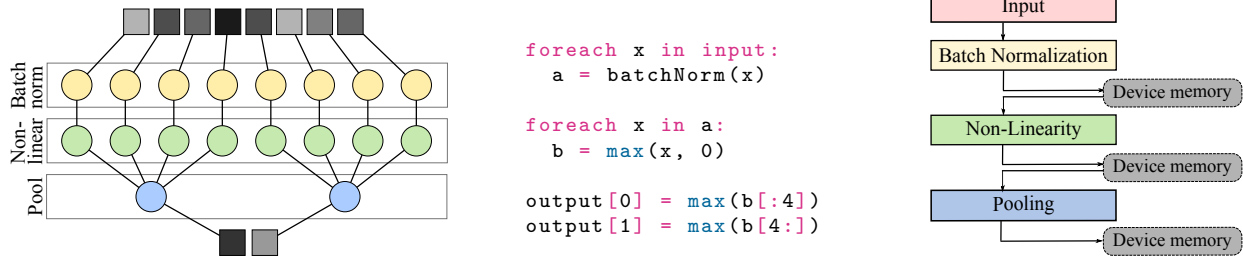 Batch
norm
Non-
linear
Pool
foreach x in input:
a = batchNorm(x)
foreach x in a:
b = max(x, 0)
output[0] = max(b[:4])
output[1] = max(b[4:])
Input
Batch Normalization
Device memory
Non-Linearity
Device memory
Pooling
Device memory